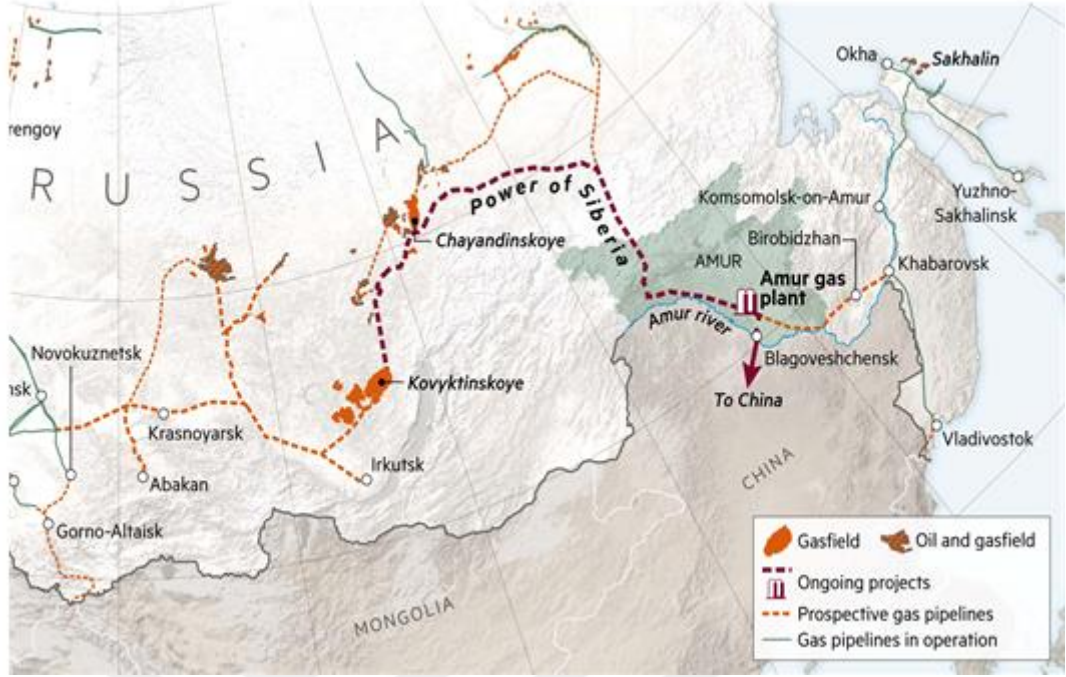 Okha
Sakhalin
rengoy
RUSSIA
Power of Siberia
Yuzhno-
Sakhalinsk
Komsomolsk-on-Amur
Chayandinskoye
Birobidzhan
AMUR
Khabarovsk
Amur gas
plant
Amur river
Novokuznetsk
Blagoveshchensk
nsk
Kovyktinskoye
To China
Krasnoyarsk
Vladivostok
Irkutsk
CHINA
Abakan
Gorno-Altaisk
MONGOLIA
Gasfield
Oil and gasfield
Ongoing projects
Prospective gas pipelines
Gas pipelines in operation